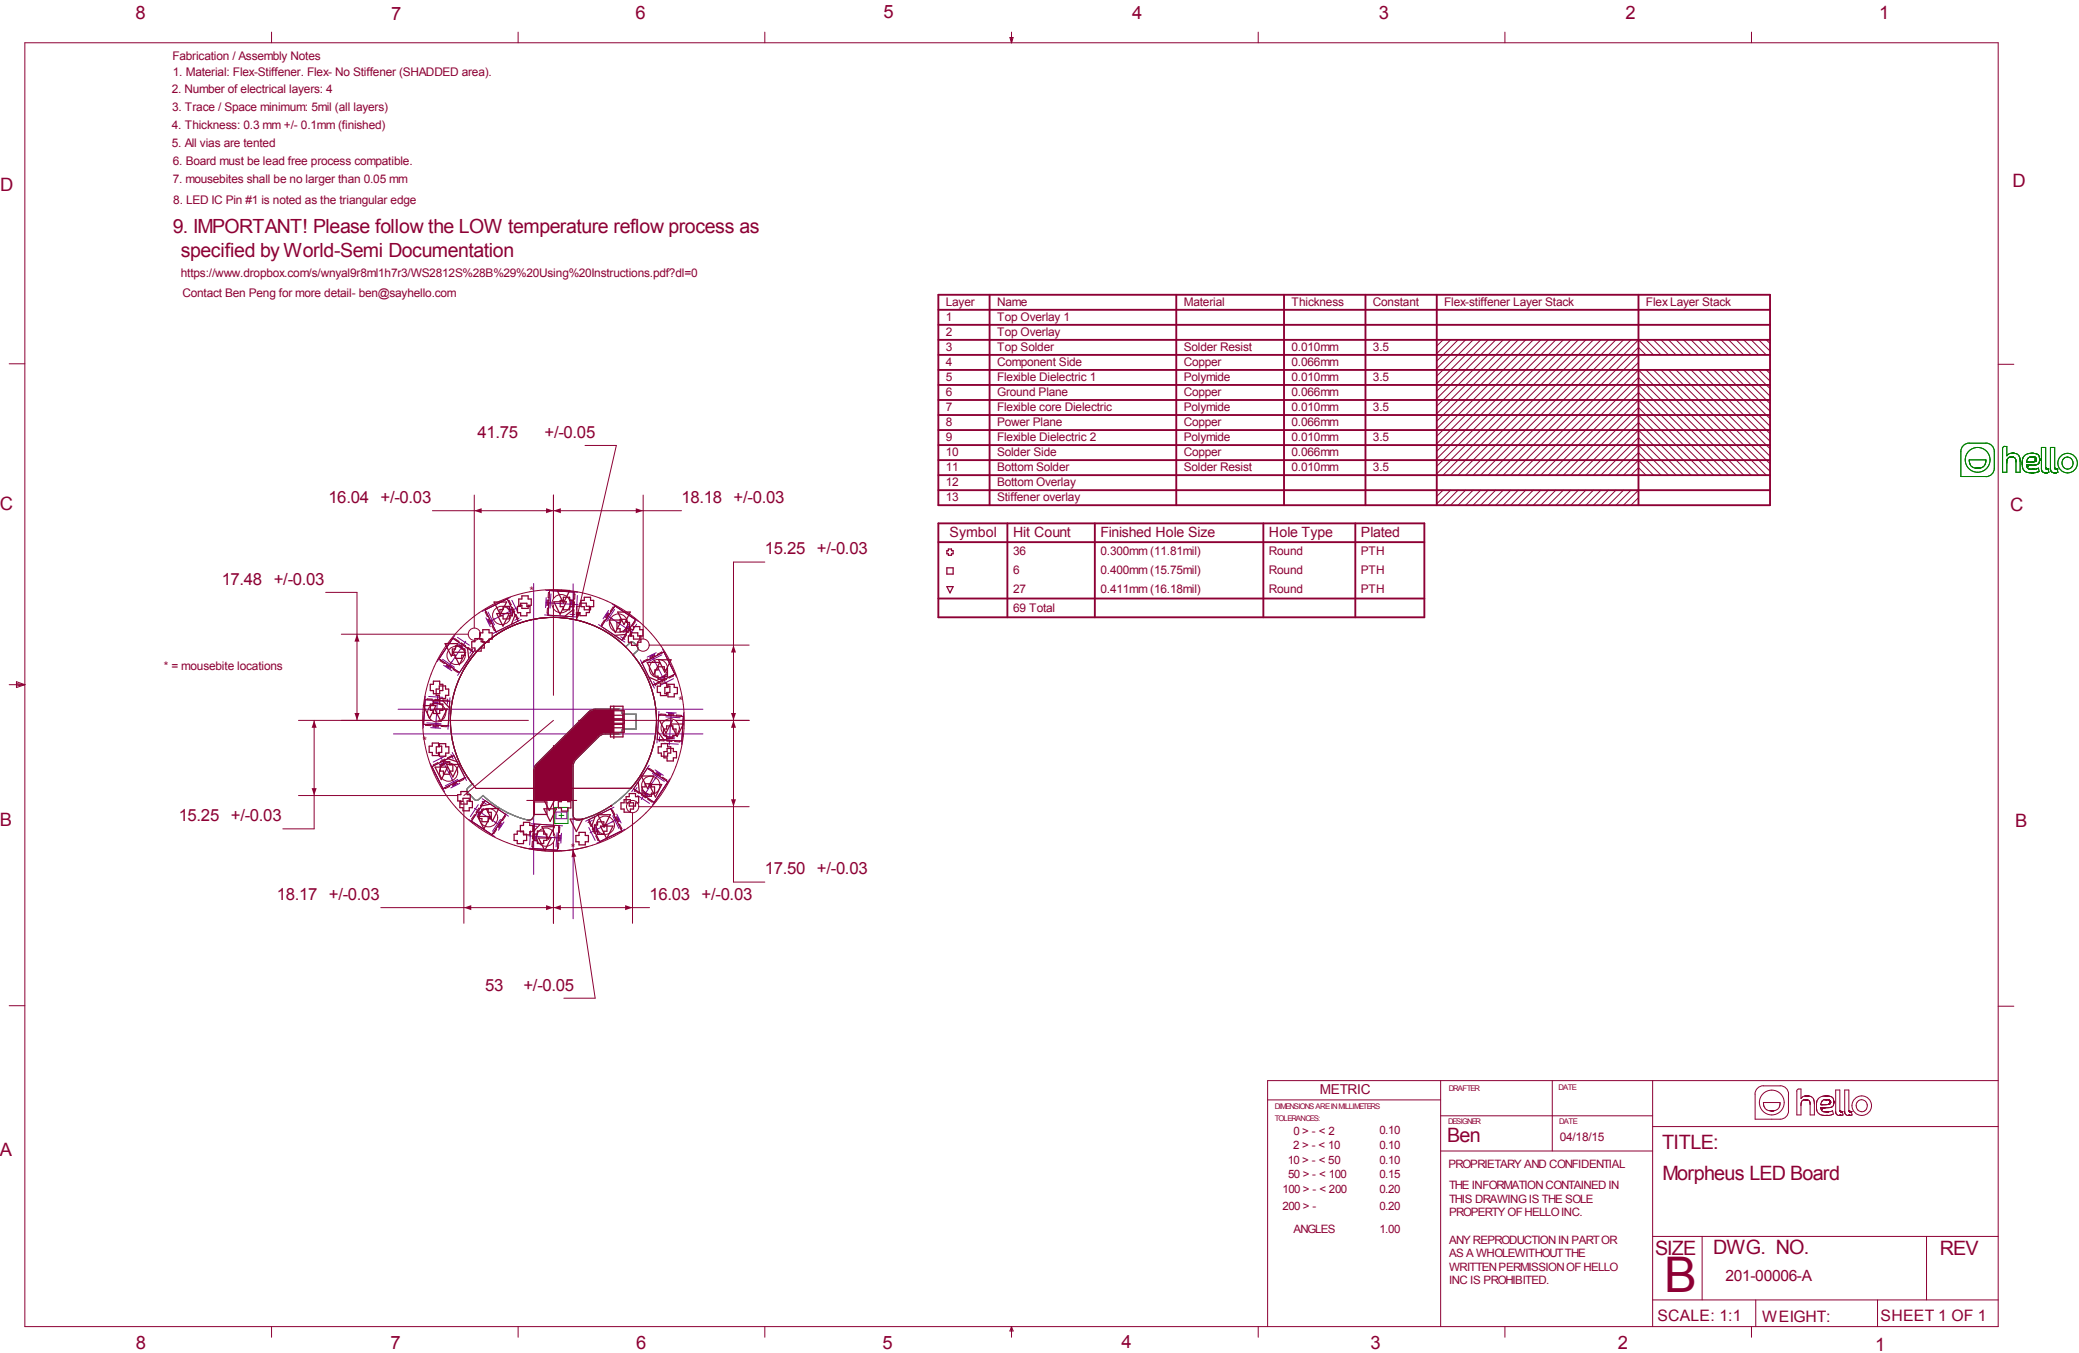 8 7 6 5 4 3 2 1
Fabrication / Assembly Notes
1. Material: Flex-Stiffener. Flex- No Stiffener (SHADDED area).
2. Number of electrical layers: 4
3. Trace / Space minimum: 5mil (all layers)
4. Thickness: 0.3 mm +/- 0.1mm (finished)
5. All vias are tented
6. Board must be lead free process compatible.
7. mousebites shall be no larger than 0.05 mm
8. LED IC Pin #1 is noted as the triangular edge
9. IMPORTANT! Please follow the LOW temperature reflow process as
specified by World-Semi Documentation
https://www.dropbox.com/s/wnyal9r8ml1h7r3/WS2812S%28B%29%20Using%20Instructions.pdf?dl=0
Contact Ben Peng for more detail- ben@sayhello.com
D D
Layer Name Material Thickness Constant Flex-stiffener Layer Stack Flex Layer Stack
1 Top Overlay 1
2 Top Overlay
3 Top Solder Solder Resist 0.010mm 3.5
4 Component Side Copper 0.066mm
5 Flexible Dielectric 1 Polymide 0.010mm 3.5
6 Ground Plane Copper 0.066mm
7 Flexible core Dielectric Polymide 0.010mm 3.5
8 Power Plane Copper 0.066mm
9 Flexible Dielectric 2 Polymide 0.010mm 3.5
10 Solder Side Copper 0.066mm
11 Bottom Solder Solder Resist 0.010mm 3.5
12 Bottom Overlay
13 Stiffener overlay
hello
C C
Symbol Hit Count Finished Hole Size Hole Type Plated
36 0.300mm (11.81mil) Round PTH
6 0.400mm (15.75mil) Round PTH
27 0.411mm (16.18mil) Round PTH
69 Total
41.75 +/-0.05
16.04 +/-0.03
18.18 +/-0.03
15.25 +/-0.03
17.48 +/-0.03
* = mousebite locations
15.25 +/-0.03
17.50 +/-0.03
18.17 +/-0.03
16.03 +/-0.03
53 +/-0.05
B B
A
METRIC
DIMENSIONS ARE IN MILLIMETERS
TOLERANCES:
0 > - < 2 0.10
2 > - < 10 0.10
10 > - < 50 0.10
50 > - < 100 0.15
100 > - < 200 0.20
200 > - 0.20
ANGLES 1.00
DRAFTER DATE
DESIGNER DATE
Ben 04/18/15
PROPRIETARY AND CONFIDENTIAL
THE INFORMATION CONTAINED IN
THIS DRAWING IS THE SOLE
PROPERTY OF HELLO INC.
ANY REPRODUCTION IN PART OR
AS A WHOLEWITHOUT THE
WRITTEN PERMISSION OF HELLO
INC IS PROHIBITED.
hello
TITLE:
Morpheus LED Board
SIZE DWG. NO. REV
B 201-00006-A
SCALE: 1:1 WEIGHT: SHEET 1 OF 1
8 7 6 5 4 3 2 1